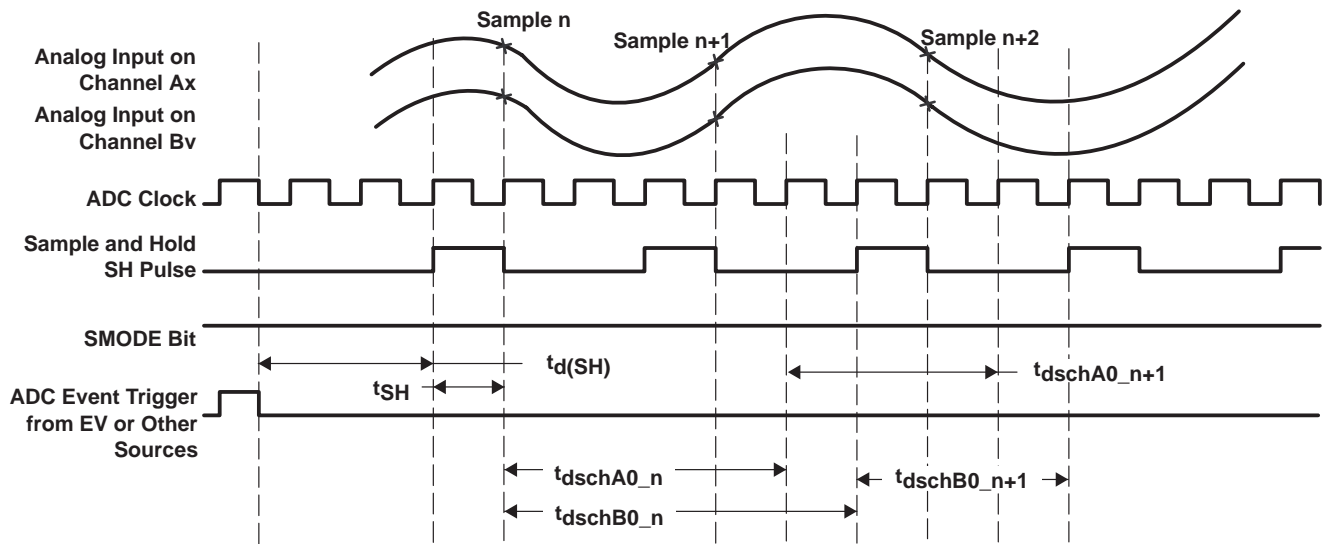 Sample n
Sample n+1
Sample n+2
Analog Input on
Channel Ax
Analog Input on
Channel Bv
ADC Clock
Sample and Hold
SH Pulse
SMODE Bit
td(SH)
tdschA0_n+1
tSH
ADC Event Trigger
from EV or Other
Sources
tdschA0_n
tdschB0_n+1
tdschB0_n